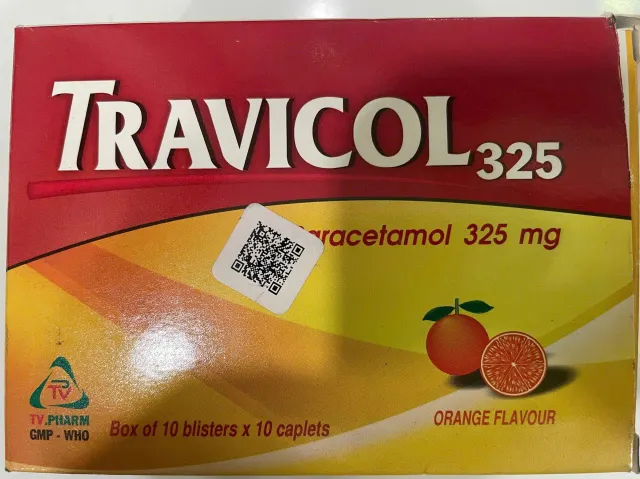 TRAVICOL 325
aracetamol 325 mg
TV
TV.PHARM
GMP - WHO
Box of 10 blisters x 10 caplets
ORANGE FLAVOUR